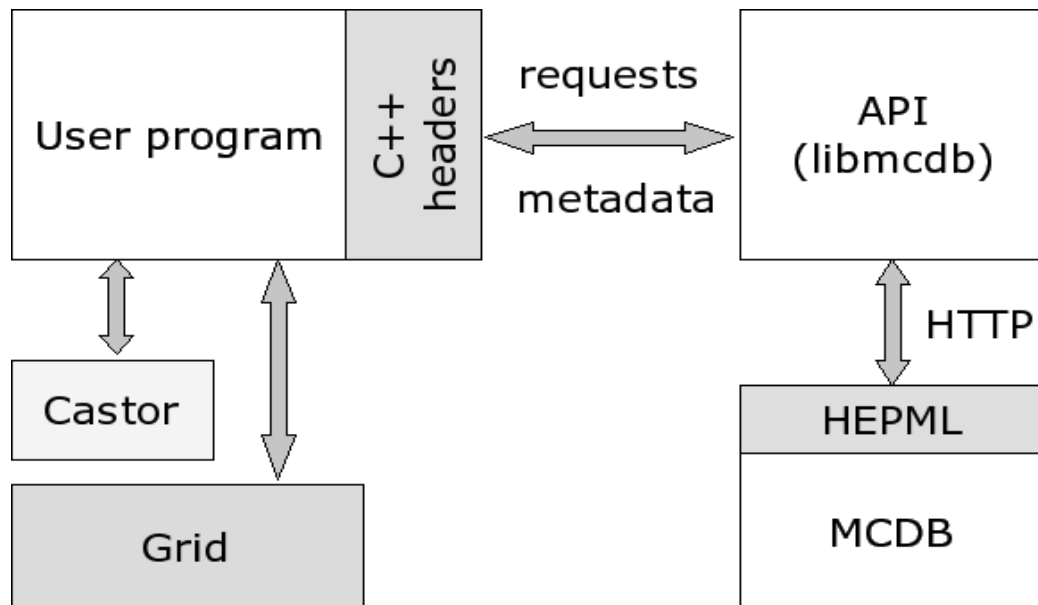 User program
C++
headers
requests
metadata
API
(libmcdb)
HTTP
Castor
HEPML
Grid
MCDB